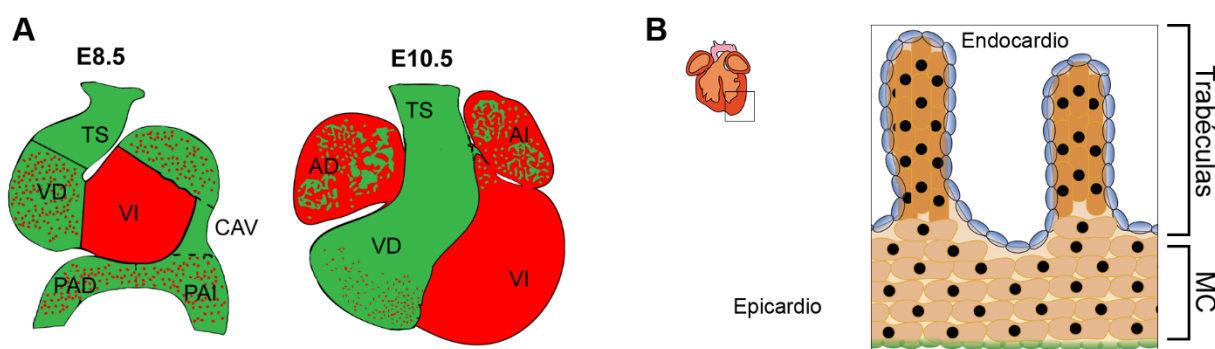 A
E8.5
TS
VD
VI
CAV
PAD
PAI
E10.5
TS
AI
AD
VD
VI
B
Endocardio
Epicardio
Trabéculas
MC